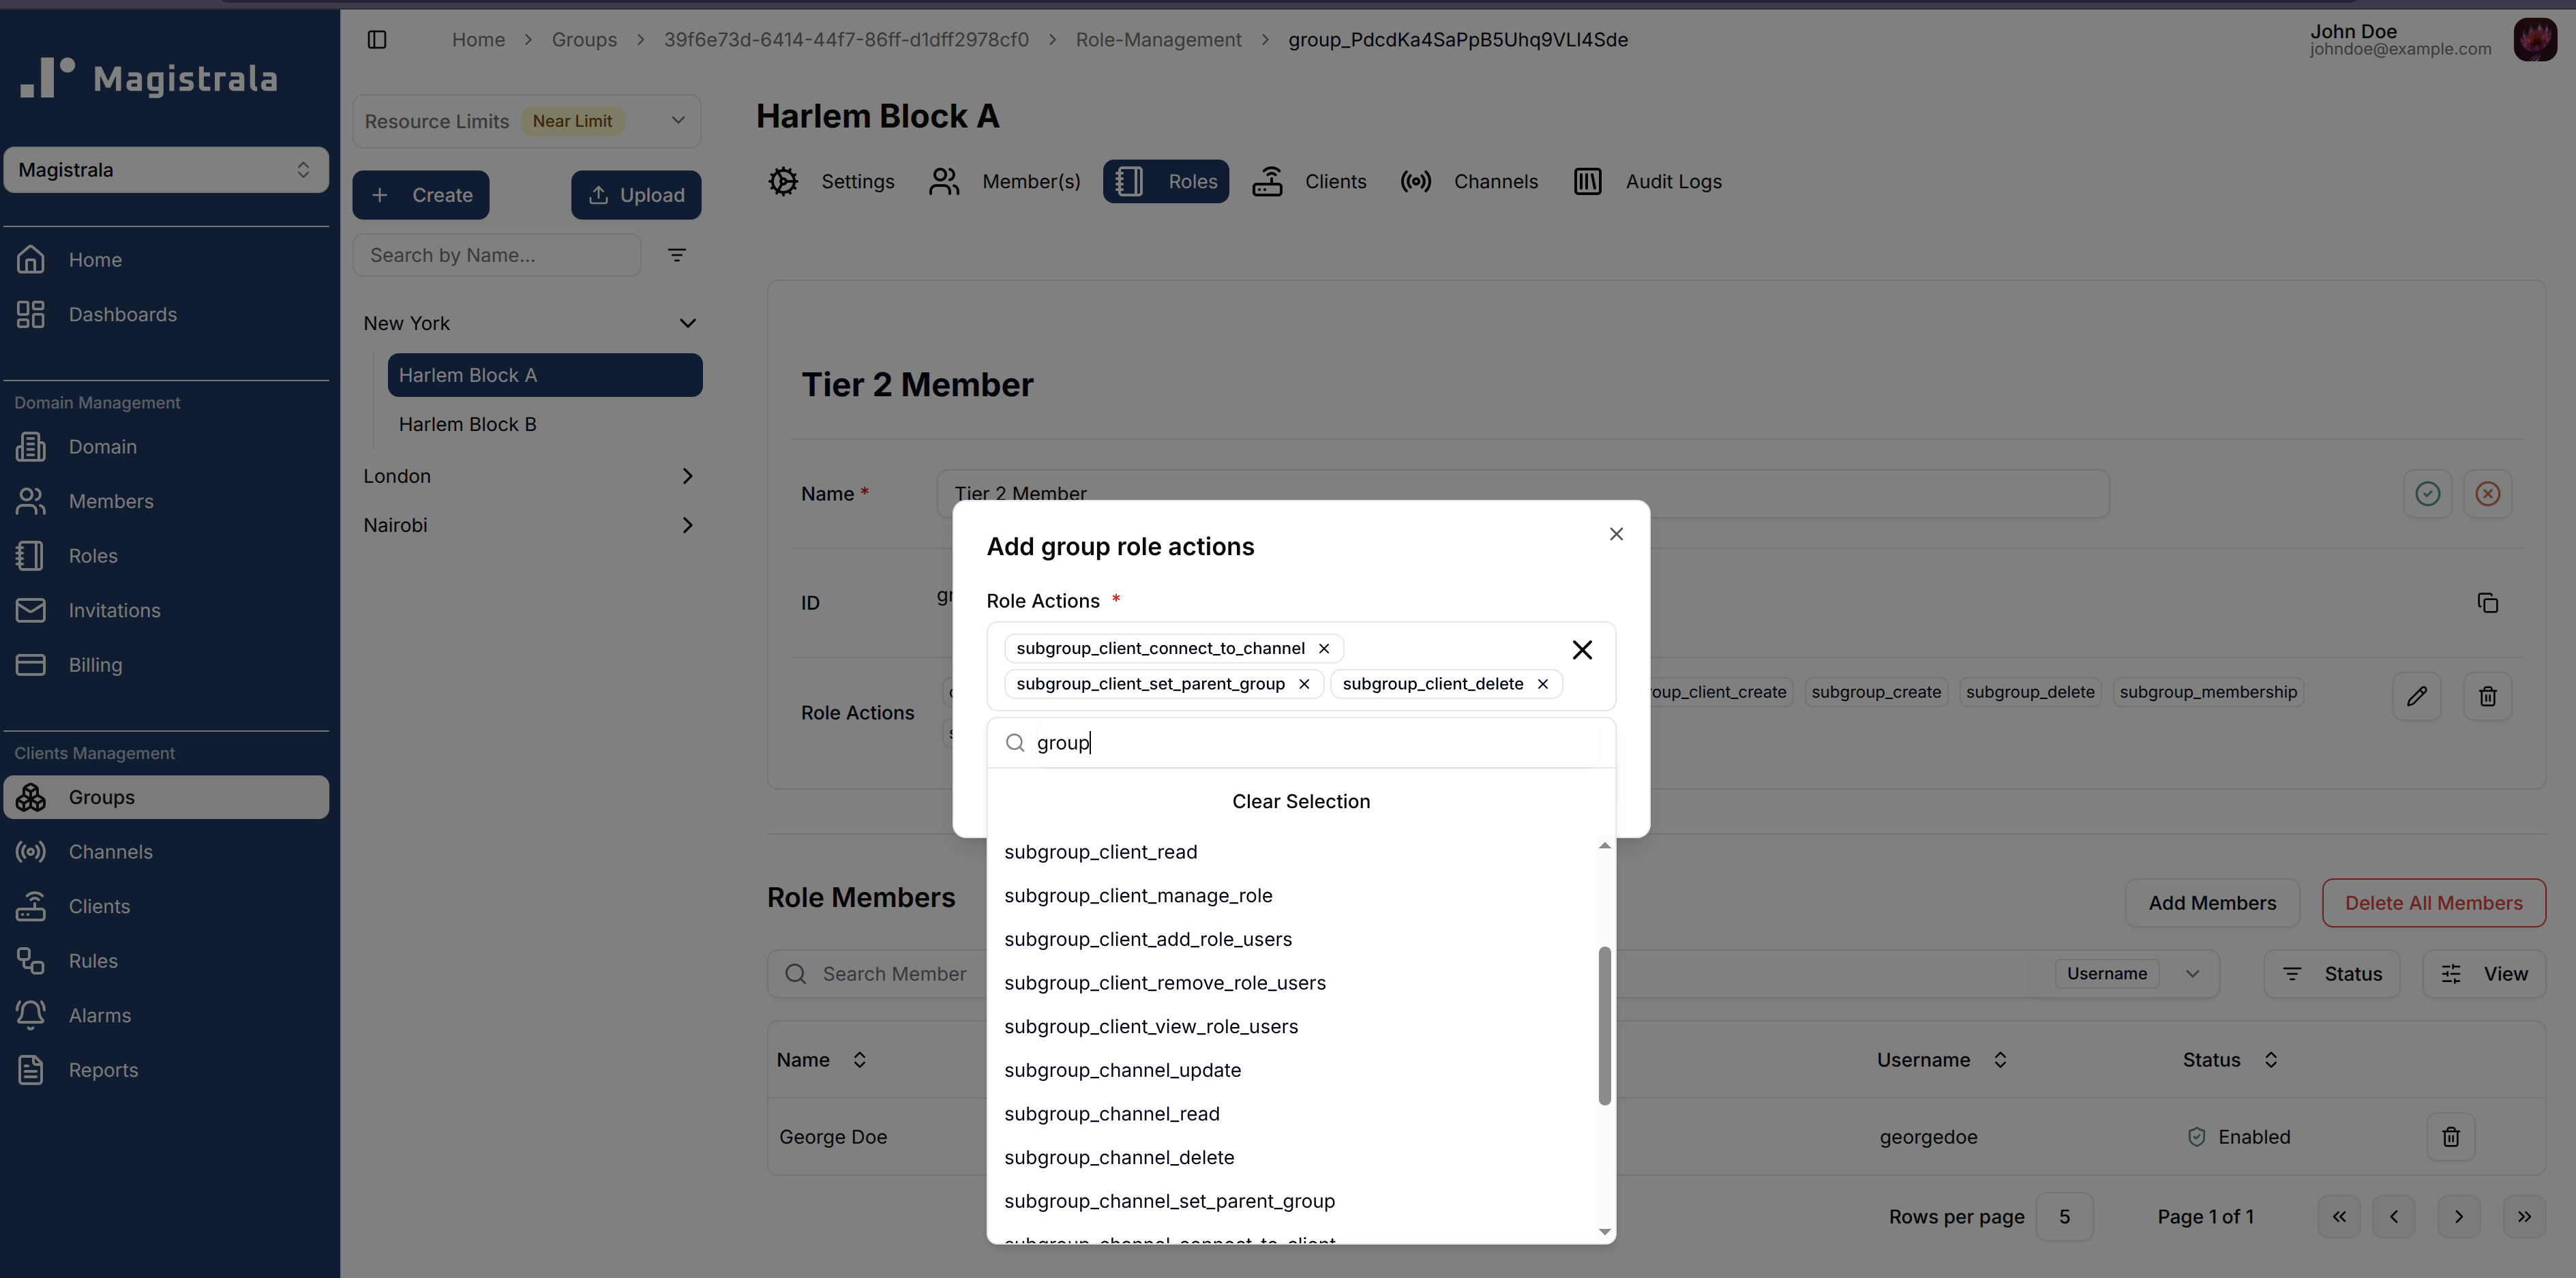 Magistrala
Magistrala
Home
Dashboards
Domain Management
Domain
Members
Roles
Invitations
Billing
Clients Management
Groups
Channels
Clients
Rules
Alarms
Reports
Home > Groups > 39f6e73d-6414-44f7-86ff-d1dff2978cf0 > Role-Management > group_PdcdKa4SaPpB5Uhq9VLI4Sde
John Doe
johndoe@example.com
Resource Limits Near Limit
Create Upload
Search by Name...
New York
Harlem Block A
Harlem Block B
London
Nairobi
Harlem Block A
Settings Member(s) Roles Clients Channels Audit Logs
Tier 2 Member
Name * Tier 2 Member
ID
Role Actions
subgroup_create subgroup_delete subgroup_membership
Add group role actions
Role Actions *
subgroup_client_connect_to_channel
subgroup_client_set_parent_group subgroup_client_delete
group
Clear Selection
subgroup_client_read
subgroup_client_manage_role
subgroup_client_add_role_users
subgroup_client_remove_role_users
subgroup_client_view_role_users
subgroup_channel_update
subgroup_channel_read
subgroup_channel_delete
subgroup_channel_set_parent_group
Role Members
Add Members Delete All Members
Search Member Username Status View
Name Username Status
George Doe georgedoe Enabled
Rows per page 5 Page 1 of 1